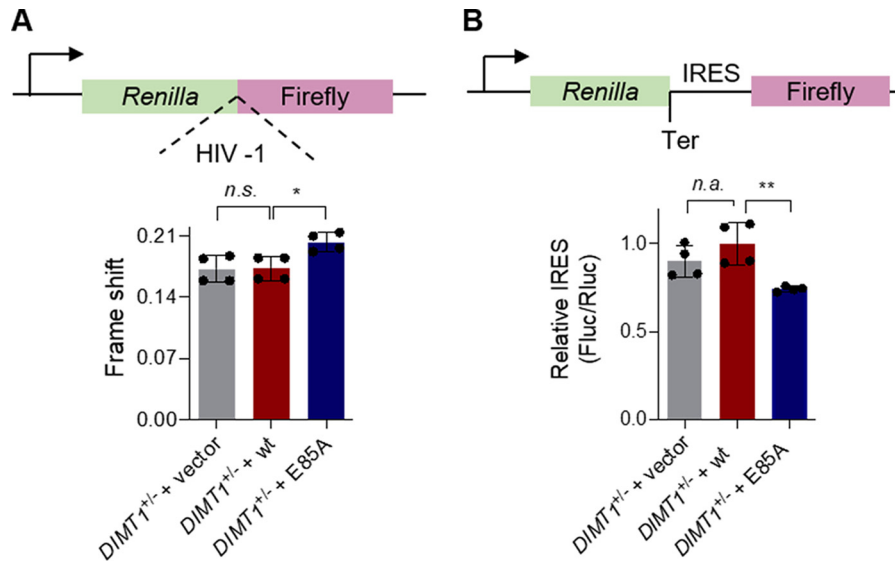 A
Renilla
Firefly
HIV -1
n.s.
*
0.21
0.14
0.07
0.00
Frame shift
DIMT1+/- + vector
DIMT1+/- + wt
DIMT1+/- + E85A
B
IRES
Renilla
Firefly
Ter
n.a.
**
1.0
0.5
0.0
Relative IRES
(Fluc/Rluc)
DIMT1+/- + vector
DIMT1+/- + wt
DIMT1+/- + E85A